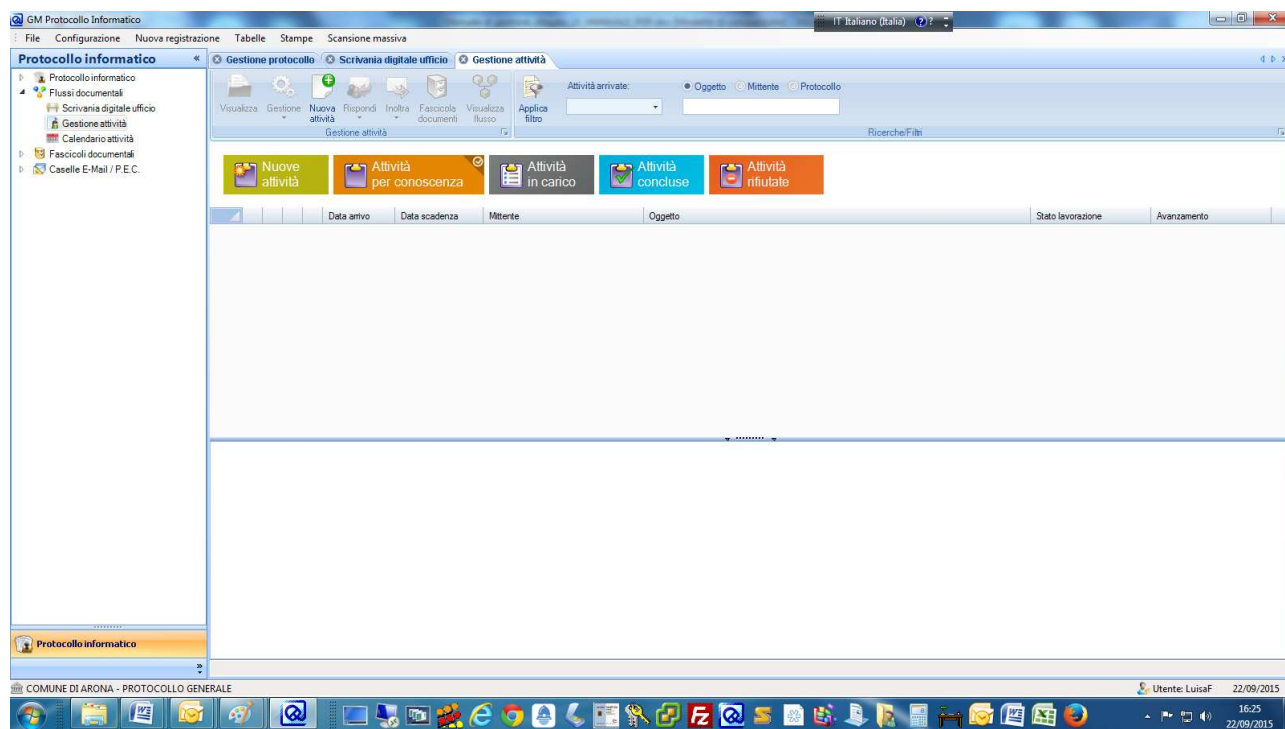 GM Protocollo Informatico
IT Italiano (Italia)
File Configurazione Nuova registrazione Tabelle Stampe Scansione massiva
Protocollo informatico «
Gestione protocollo Scrivania digitale ufficio Gestione attività
Protocollo informatico
Flussi documentali
Scrivania digitale ufficio
Gestione attività
Calendario attività
Fascicoli documentali
Caselle E-Mail / P.E.C.
Visualizza Gestione Nuova attività Rispondi Inoltra Fascicola documenti Visualizza flusso Applica filtro
Attività arrivate: Oggetto Mittente Protocollo
Gestione attività Ricerche/Filtri
Nuove attività
Attività per conoscenza
Attività in carico
Attività concluse
Attività rifiutate
Data arrivo Data scadenza Mittente Oggetto Stato lavorazione Avanzamento
Protocollo informatico
»
COMUNE DI ARONA - PROTOCOLLO GENERALE Utente: LuisaF 22/09/2015
16:25
22/09/2015